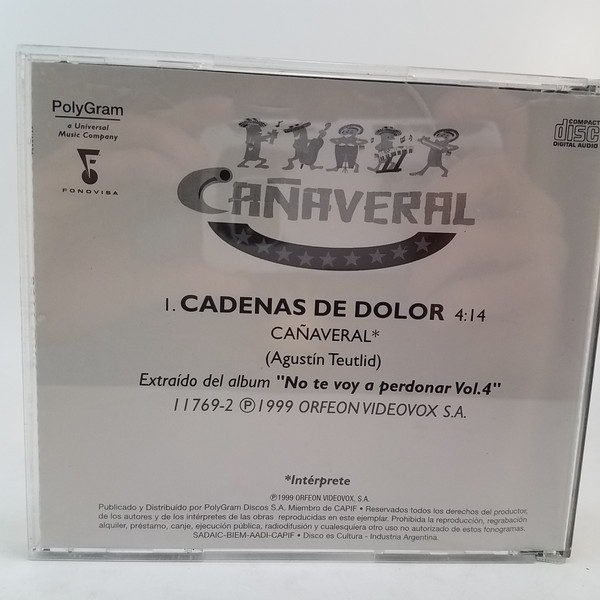 PolyGram
a Universal
Music Company
FONOVISA
COMPACT
disc
DIGITAL AUDIO
CAÑAVERAL
1. CADENAS DE DOLOR 4:14
CAÑAVERAL*
(Agustín Teutlid)
Extraído del album "No te voy a perdonar Vol.4"
11769-2 ℗1999 ORFEON VIDEOVOX S.A.
*Intérprete
℗1999 ORFEON VIDEOVOX, S.A.
Publicado y Distribuído por PolyGram Discos S.A. Miembro de CAPIF • Reservados todos los derechos del productor,
de los autores y de los intérpretes de las obras reproducidas en este ejemplar. Prohibida la reproducción, regrabación
alquiler, préstamo, canje, ejecución pública, radiodifusión y cualesquiera otro uso no autorizado de estos fonogramas.
SADAIC-BIEM-AADI-CAPIF • Disco es Cultura - Industria Argentina.